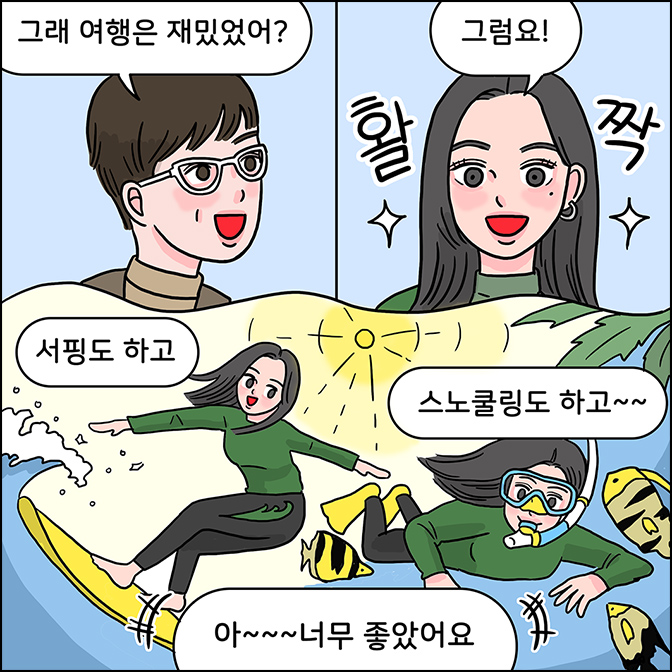 그래 여행은 재밌었어?
그럼요!
활짝
서핑도 하고
스노쿨링도 하고~~
아~~~너무 좋았어요